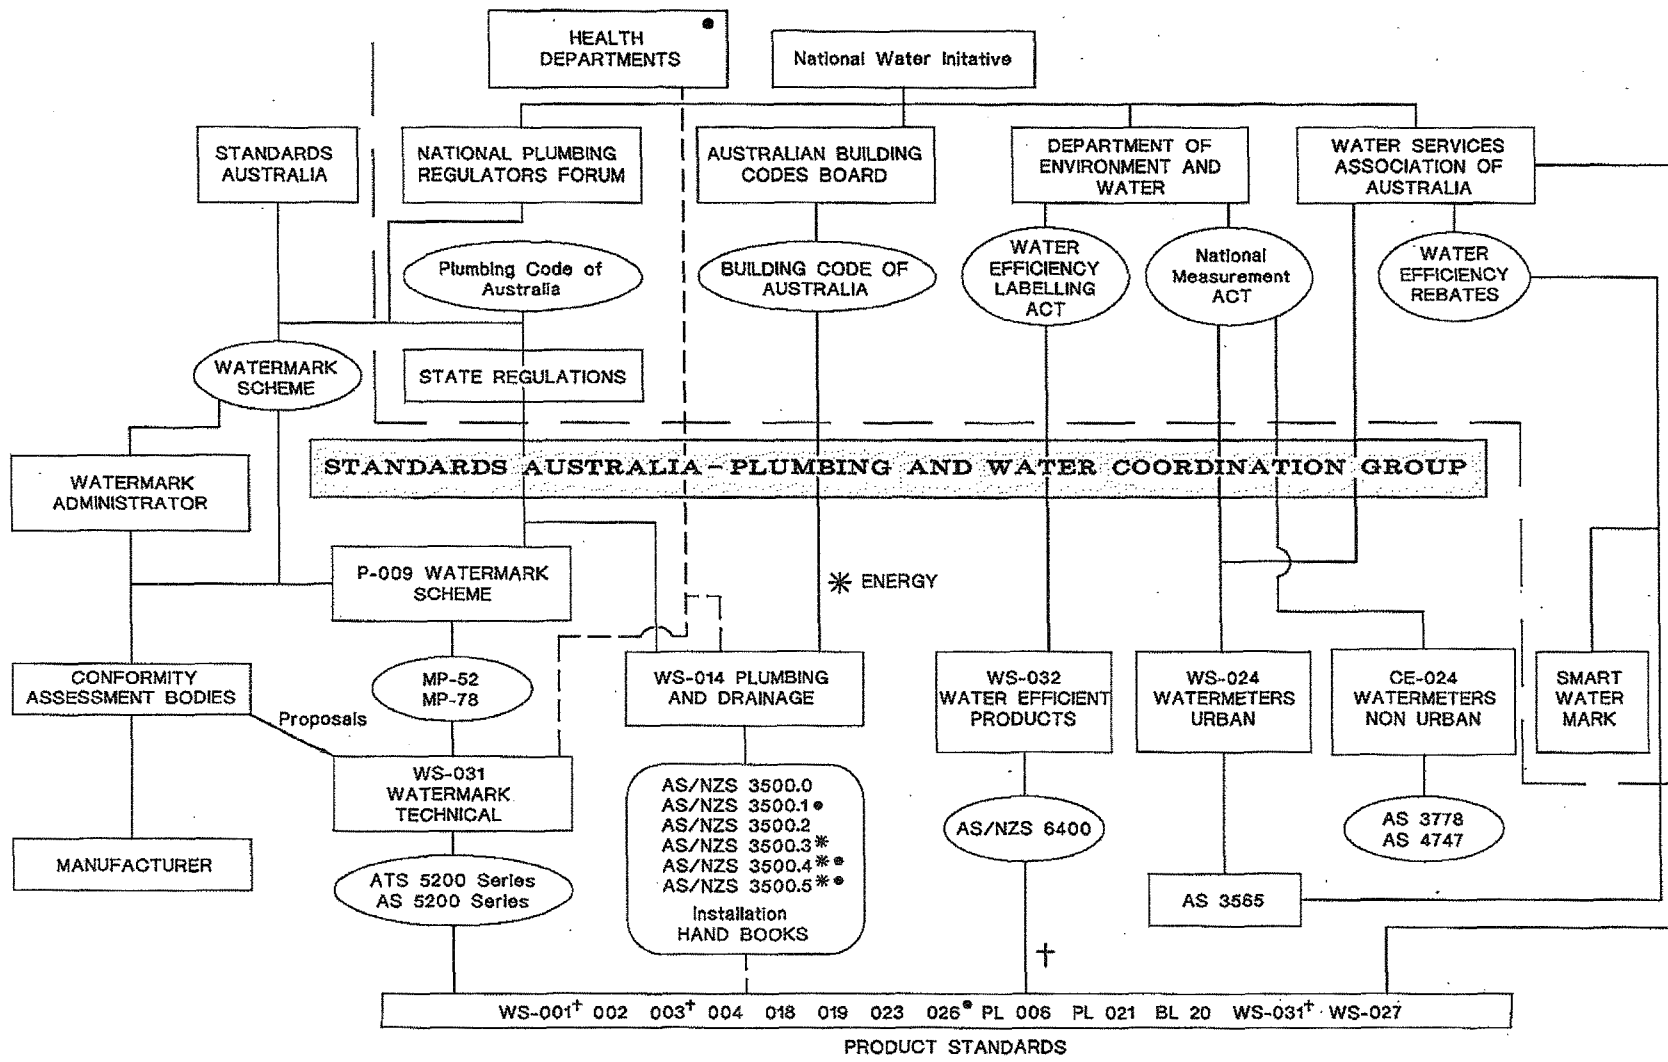 HEALTH
DEPARTMENTS
●
National Water Initative
STANDARDS
AUSTRALIA
NATIONAL PLUMBING
REGULATORS FORUM
AUSTRALIAN BUILDING
CODES BOARD
DEPARTMENT OF
ENVIRONMENT AND
WATER
WATER SERVICES
ASSOCIATION OF
AUSTRALIA
Plumbing Code of
Australia
BUILDING CODE OF
AUSTRALIA
WATER
EFFICIENCY
LABELLING
ACT
National
Measurement
ACT
WATER
EFFICIENCY
REBATES
WATERMARK
SCHEME
STATE REGULATIONS
STANDARDS AUSTRALIA – PLUMBING AND WATER COORDINATION GROUP
WATERMARK
ADMINISTRATOR
P-009 WATERMARK
SCHEME
✳ ENERGY
CONFORMITY
ASSESSMENT BODIES
MP-52
MP-78
WS-014 PLUMBING
AND DRAINAGE
WS-032
WATER EFFICIENT
PRODUCTS
WS-024
WATERMETERS
URBAN
CE-024
WATERMETERS
NON URBAN
SMART
WATER
MARK
Proposals
WS-031
WATERMARK
TECHNICAL
AS/NZS 3500.0
AS/NZS 3500.1 ●
AS/NZS 3500.2
AS/NZS 3500.3 ✳
AS/NZS 3500.4 ✳ ●
AS/NZS 3500.5 ✳ ●
Installation
HAND BOOKS
AS/NZS 6400
AS 3778
AS 4747
MANUFACTURER
ATS 5200 Series
AS 5200 Series
AS 3565
†
WS-001† 002 003† 004 018 019 023 026● PL 006 PL 021 BL 20 WS-031† WS-027
PRODUCT STANDARDS